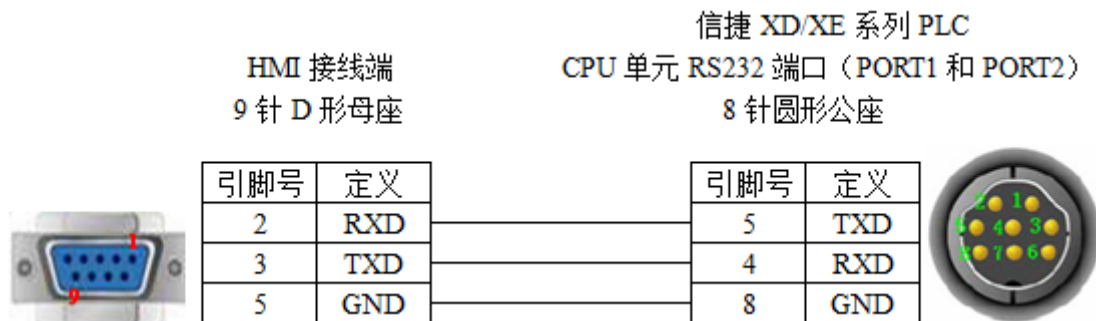 信捷 XD/XE 系列 PLC
HMI 接线端 CPU 单元 RS232 端口（PORT1 和 PORT2）
9 针 D 形母座 8 针圆形公座
引脚号 定义 引脚号 定义
2 RXD 5 TXD
3 TXD 4 RXD
5 GND 8 GND
1
9
2 1
5 4 3
8 7 6